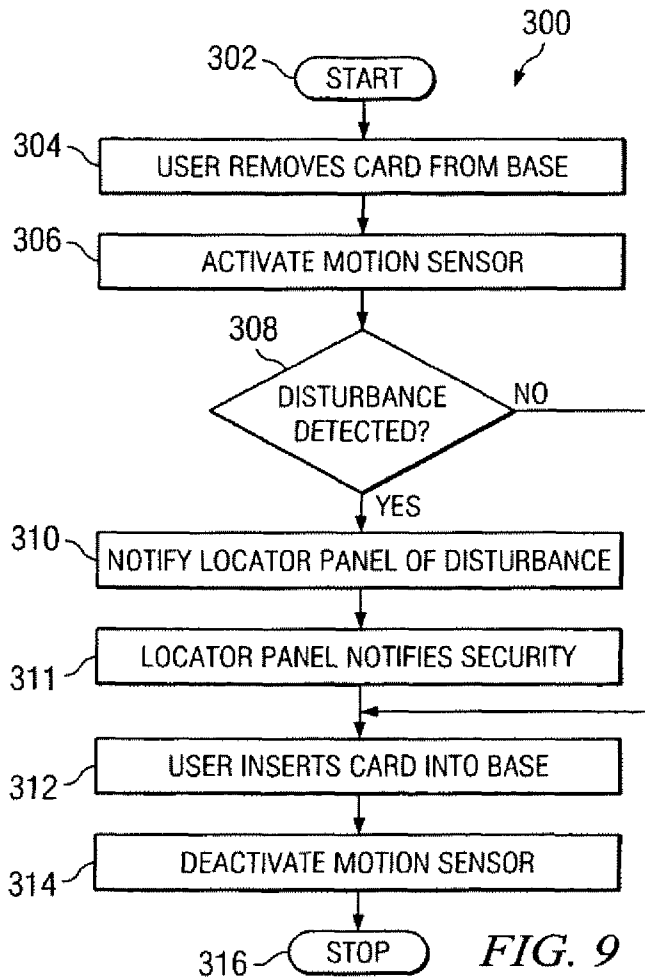 300
302
START
304
USER REMOVES CARD FROM BASE
306
ACTIVATE MOTION SENSOR
308
DISTURBANCE
DETECTED?
NO
YES
310
NOTIFY LOCATOR PANEL OF DISTURBANCE
311
LOCATOR PANEL NOTIFIES SECURITY
312
USER INSERTS CARD INTO BASE
314
DEACTIVATE MOTION SENSOR
316
STOP
FIG. 9